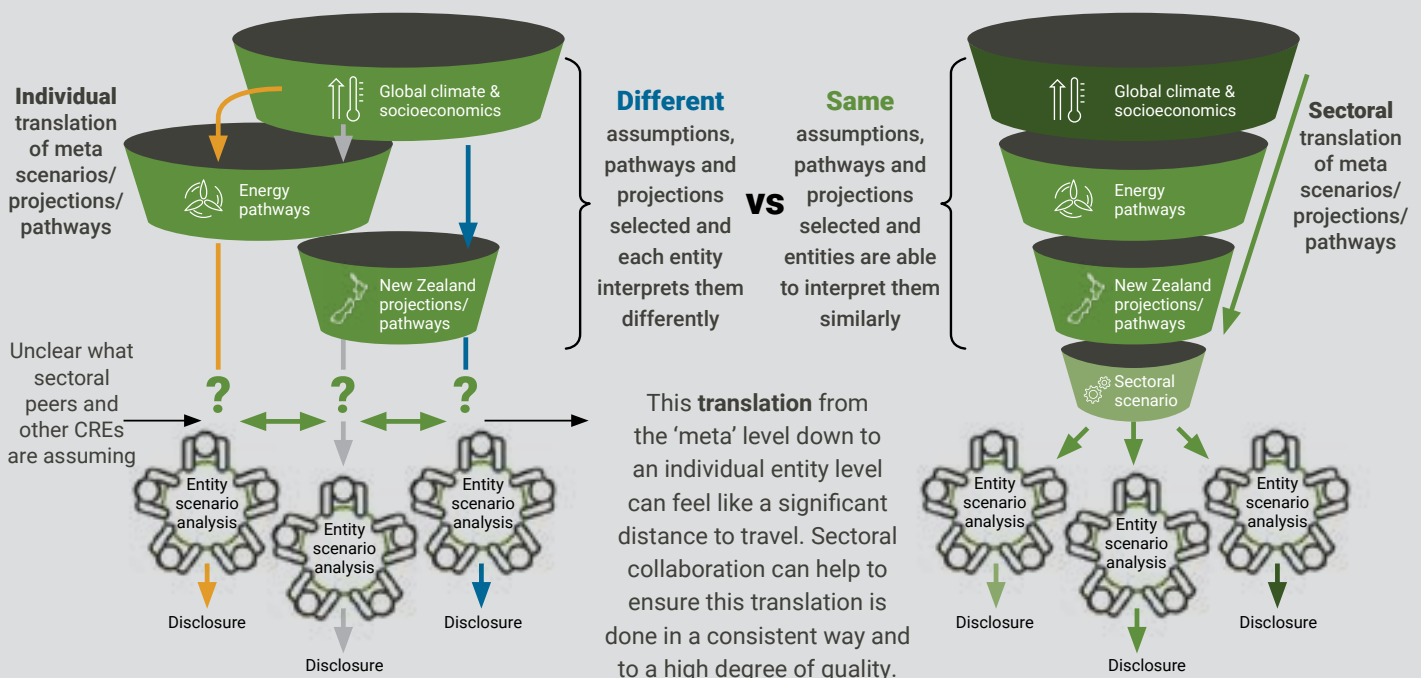 Individual
translation
of meta
scenarios/
projections/
pathways
Global climate &
socioeconomics
Energy
pathways
New Zealand
projections/
pathways
Unclear what
sectoral
peers and
other CREs
are assuming
?
?
?
Entity
scenario
analysis
Entity
scenario
analysis
Entity
scenario
analysis
Disclosure
Disclosure
Disclosure
Different
assumptions,
pathways and
projections
selected and
each entity
interprets them
differently
vs
Same
assumptions,
pathways and
projections
selected and
entities are able
to interpret them
similarly
This translation from
the ‘meta’ level down to
an individual entity level
can feel like a significant
distance to travel. Sectoral
collaboration can help to
ensure this translation is
done in a consistent way and
to a high degree of quality.
Global climate &
socioeconomics
Energy
pathways
New Zealand
projections/
pathways
Sectoral
scenario
Sectoral
translation
of meta
scenarios/
projections/
pathways
Entity
scenario
analysis
Entity
scenario
analysis
Entity
scenario
analysis
Disclosure
Disclosure
Disclosure